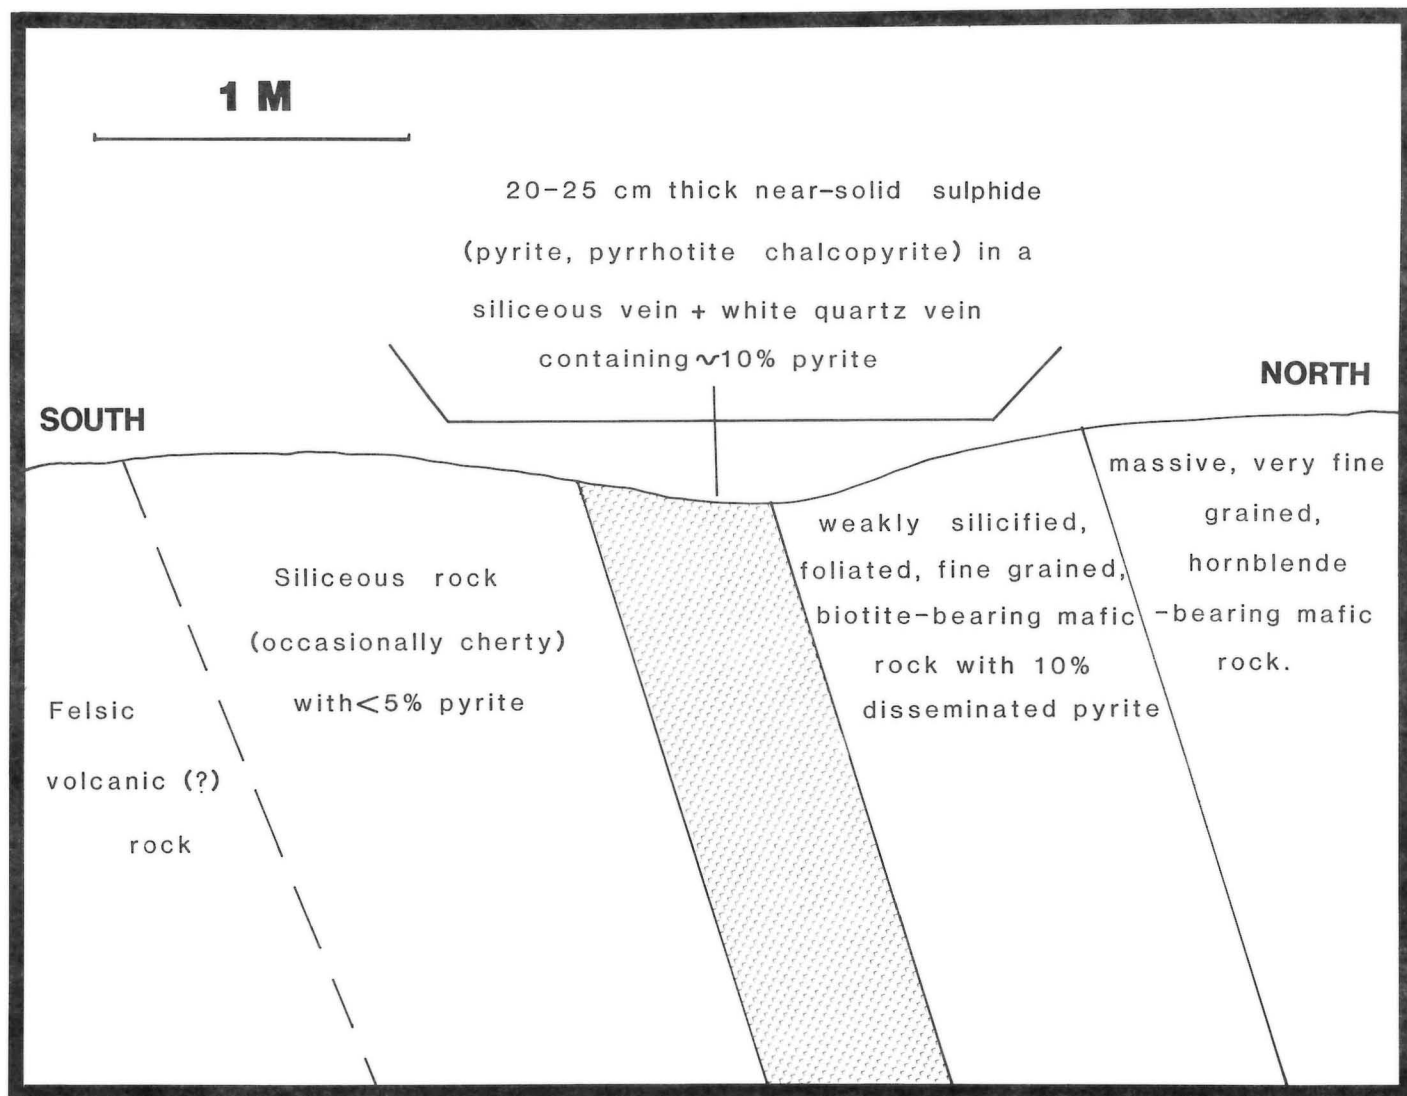 1 M
20-25 cm thick near-solid sulphide
(pyrite, pyrrhotite chalcopyrite) in a
siliceous vein + white quartz vein
containing ~10% pyrite
SOUTH
NORTH
Felsic
volcanic (?)
rock
Siliceous rock
(occasionally cherty)
with <5% pyrite
weakly silicified,
foliated, fine grained,
biotite-bearing mafic
rock with 10%
disseminated pyrite
massive, very fine
grained,
hornblende
-bearing mafic
rock.